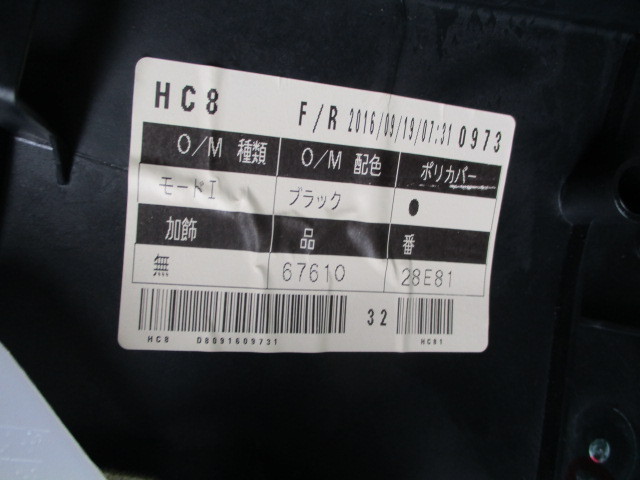 HC8 F/R 2016/09/19/07:31 0973
O/M 種類 O/M 配色 ポリカバー
モードI ブラック ●
加飾 品 番
無 67610 28E81
32
HC8 D8091609731 HC81